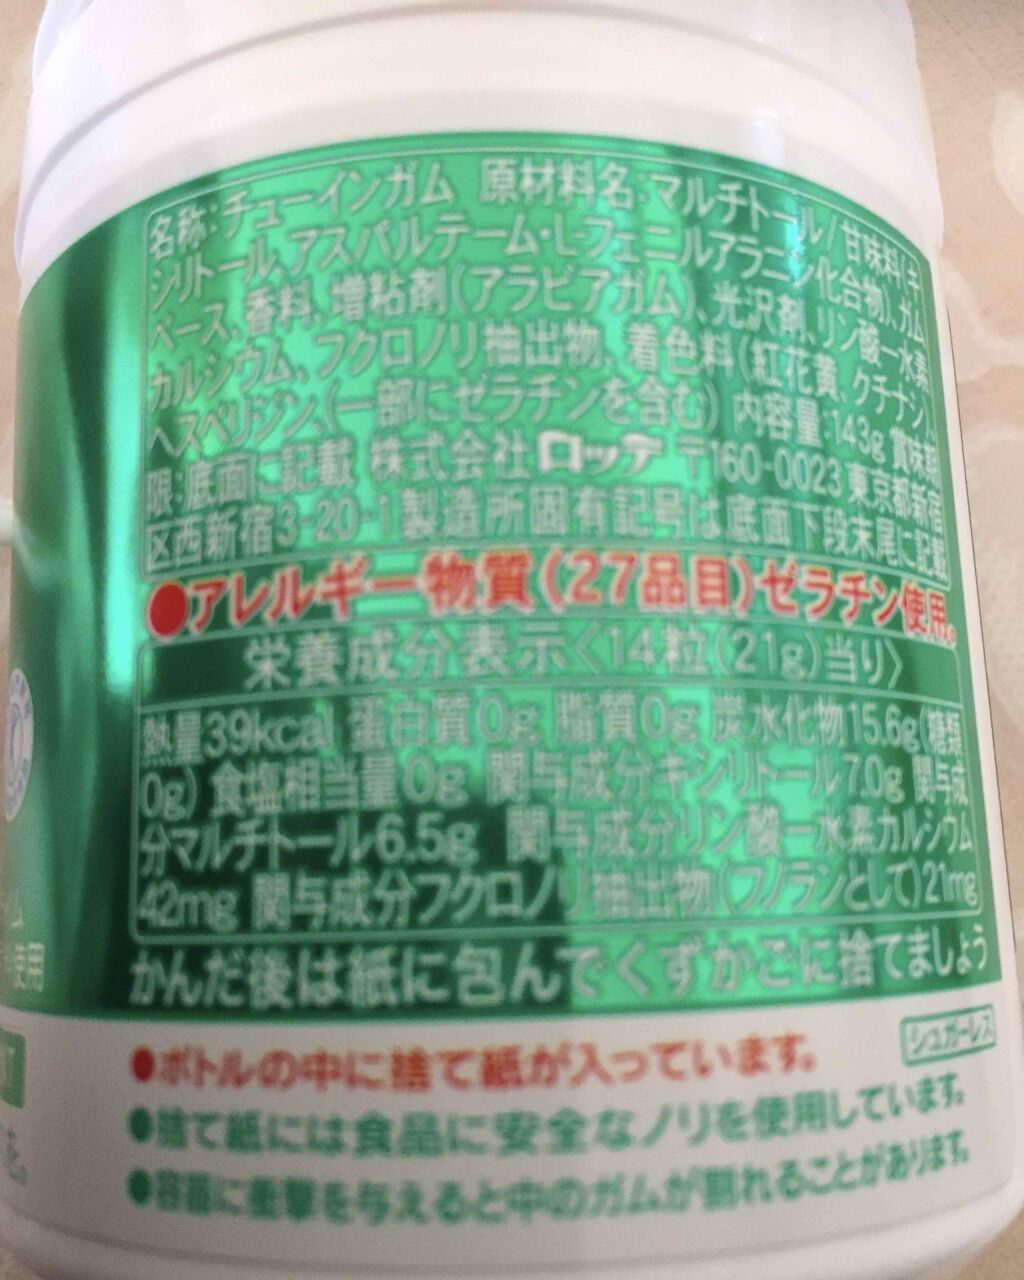 名称:チューインガム 原材料名:マルチトール/甘味料(キ
シリトール、アスパルテーム・L-フェニルアラニン化合物)、ガム
ベース、香料、増粘剤(アラビアガム)、光沢剤、リン酸一水素
カルシウム、フクロノリ抽出物、着色料(紅花黄、クチナシ)、
ヘスペリジン、(一部にゼラチンを含む) 内容量:143g 賞味期
限:底面に記載 株式会社ロッテ 〒160-0023 東京都新宿
区西新宿3-20-1 製造所固有記号は底面下段末尾に記載
●アレルギー物質(27品目)ゼラチン使用。
栄養成分表示〈14粒(21g)当り〉
熱量39kcal 蛋白質0g 脂質0g 炭水化物15.6g(糖類
0g) 食塩相当量0g 関与成分キシリトール7.0g 関与成
分マルチトール6.5g 関与成分リン酸一水素カルシウム
42mg 関与成分フクロノリ抽出物(フノランとして)21mg
かんだ後は紙に包んでくずかごに捨てましょう
シュガーレス
●ボトルの中に捨て紙が入っています。
●捨て紙には食品に安全なノリを使用しています。
●容器に衝撃を与えると中のガムが割れることがあります。